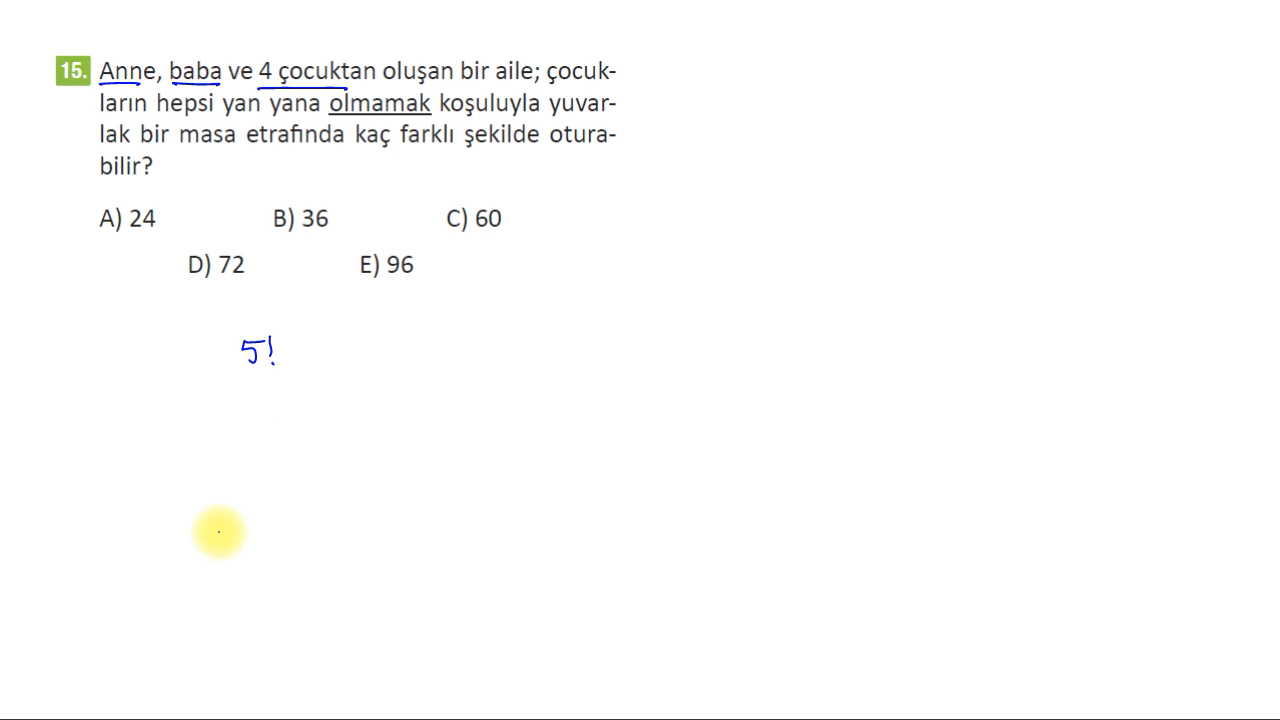 15. Anne, baba ve 4 çocuktan oluşan bir aile; çocuk-
ların hepsi yan yana olmamak koşuluyla yuvar-
lak bir masa etrafında kaç farklı şekilde otura-
bilir?
A) 24 B) 36 C) 60
D) 72 E) 96
5!